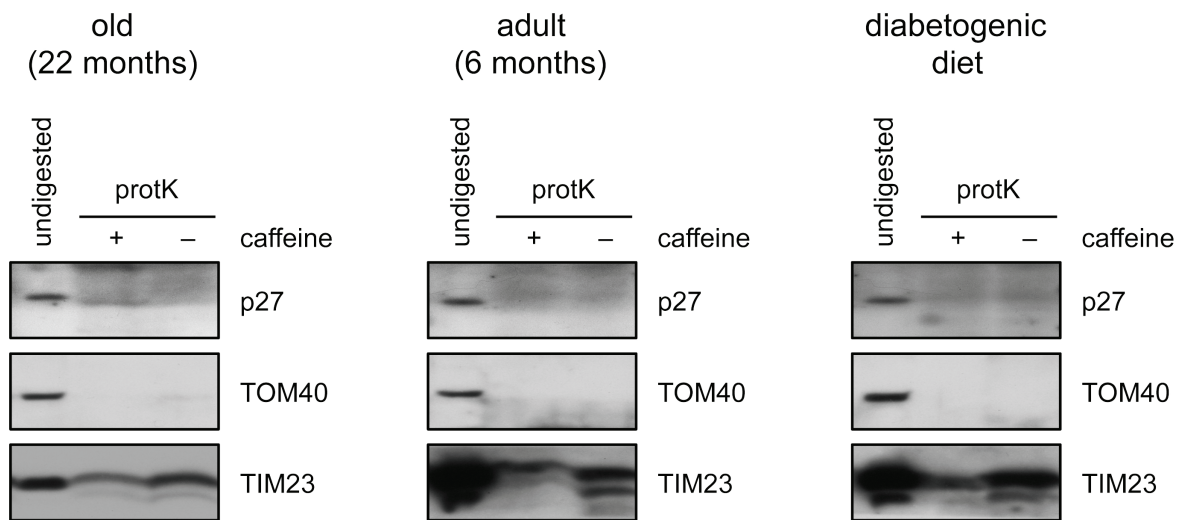 old
(22 months)
undigested
protK
+ – caffeine
p27
TOM40
TIM23
adult
(6 months)
undigested
protK
+ – caffeine
p27
TOM40
TIM23
diabetogenic
diet
undigested
protK
+ – caffeine
p27
TOM40
TIM23